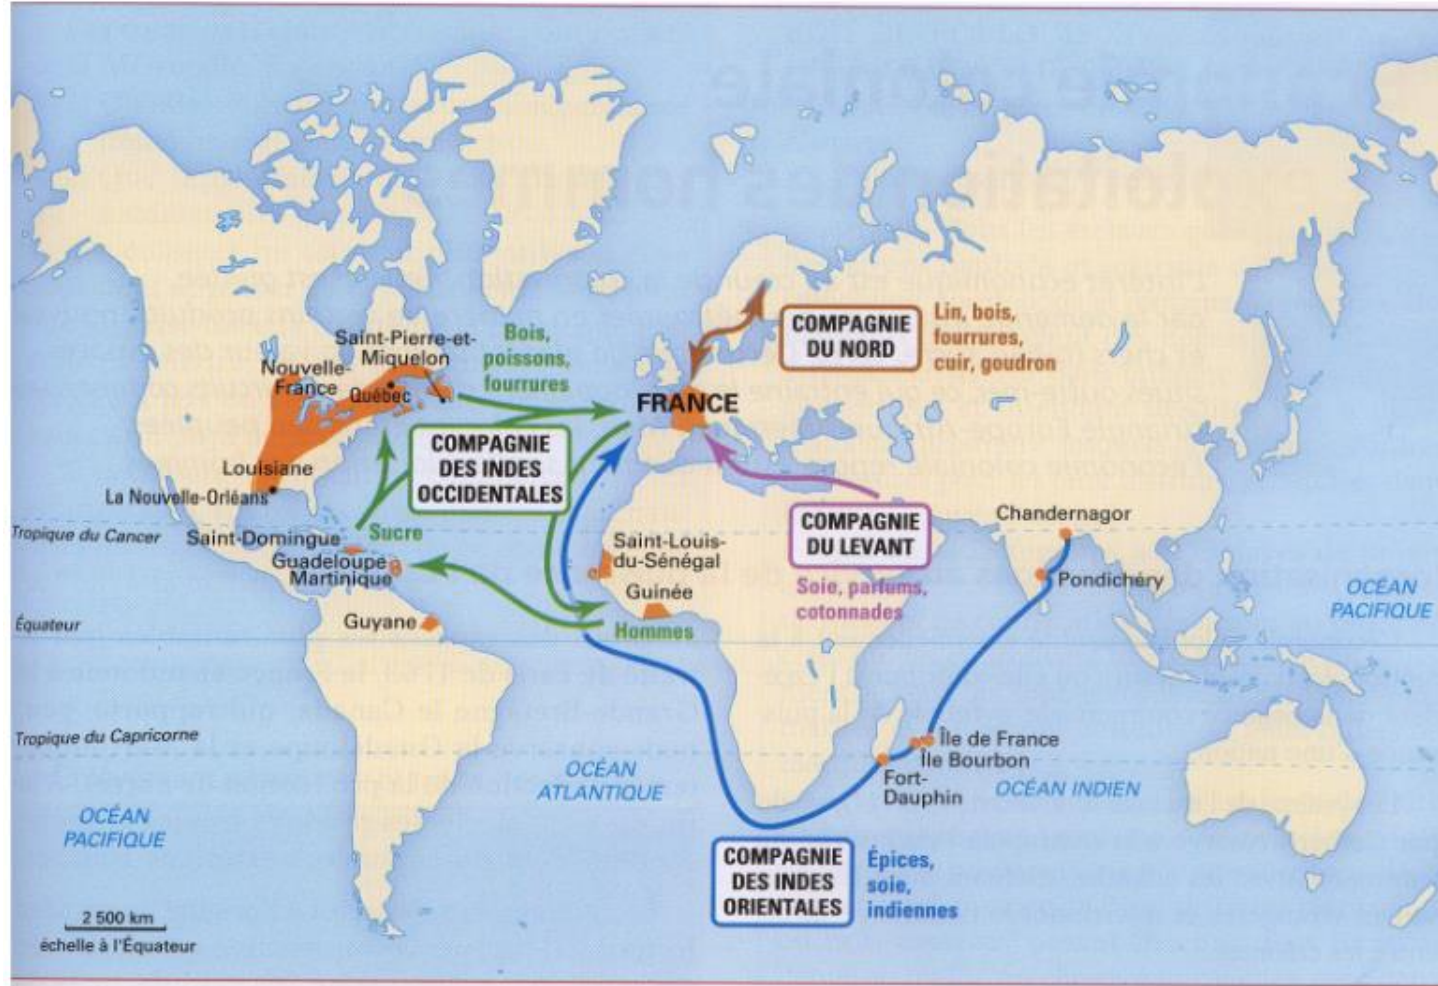 Saint-Pierre-et-
Miquelon
Nouvelle-
France
Québec
Bois,
poissons,
fourrures
COMPAGNIE
DU NORD
Lin, bois,
fourrures,
cuir, goudron
FRANCE
COMPAGNIE
DES INDES
OCCIDENTALES
Louisiane
La Nouvelle-Orléans
Tropique du Cancer
Saint-Domingue
Sucre
Guadeloupe
Martinique
Saint-Louis-
du-Sénégal
Guinée
Hommes
COMPAGNIE
DU LEVANT
Soie, parfums,
cotonnades
Chandernagor
Pondichéry
OCÉAN
PACIFIQUE
Équateur
Guyane
Tropique du Capricorne
OCÉAN
ATLANTIQUE
Île de France
Île Bourbon
Fort-
Dauphin
OCÉAN INDIEN
OCÉAN
PACIFIQUE
COMPAGNIE
DES INDES
ORIENTALES
Épices,
soie,
indiennes
2 500 km
échelle à l'Équateur